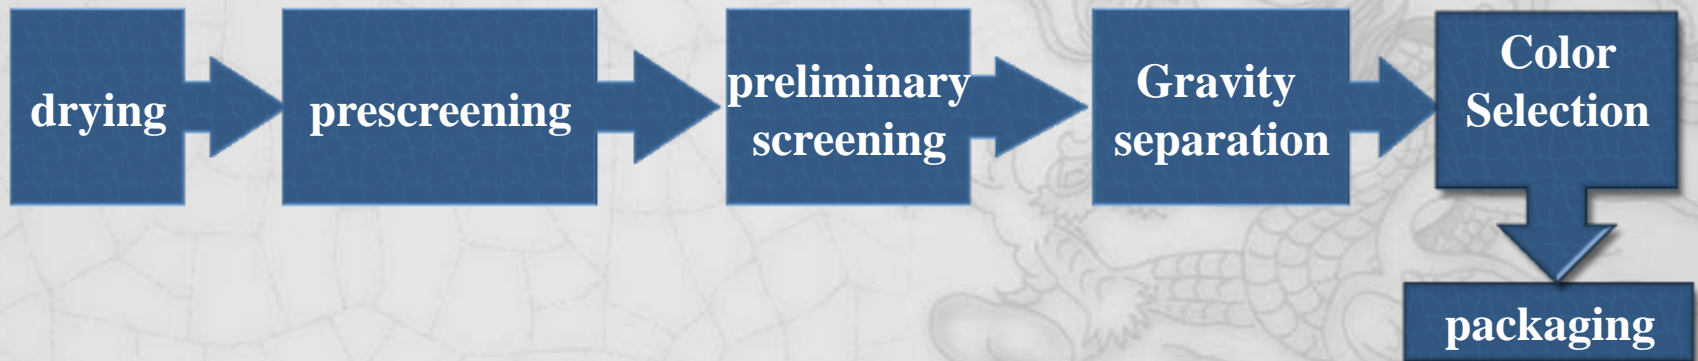 drying
prescreening
preliminary
screening
Gravity
separation
Color
Selection
packaging